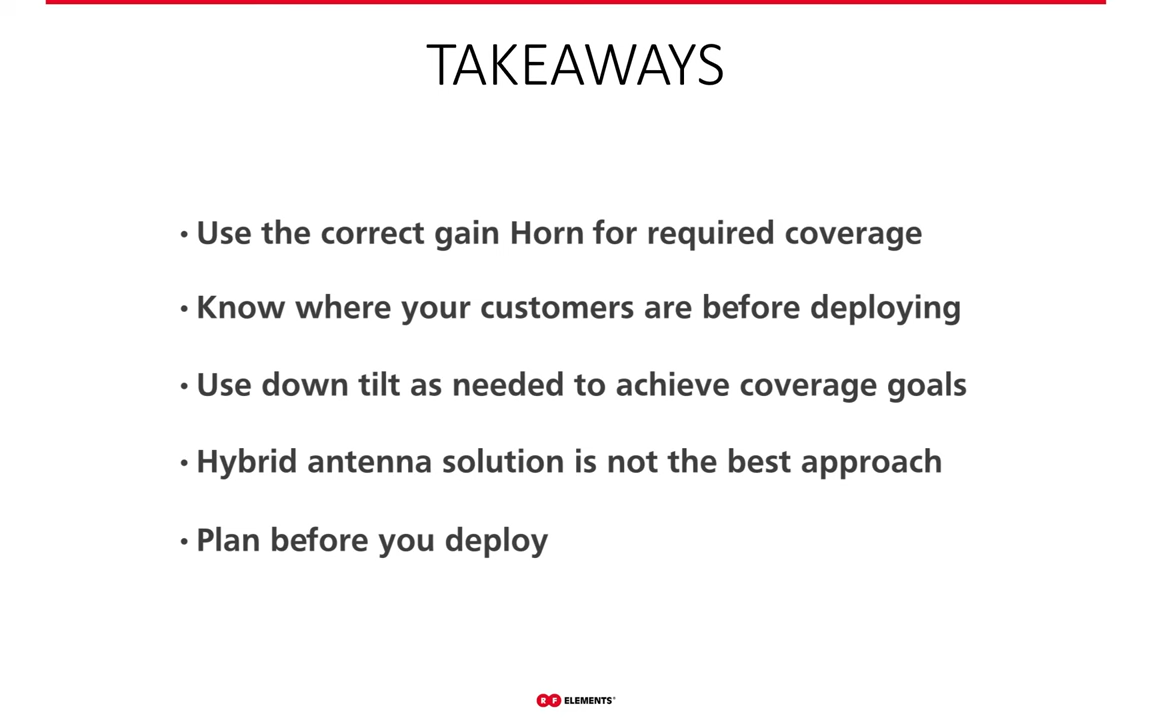 TAKEAWAYS
• Use the correct gain Horn for required coverage
• Know where your customers are before deploying
• Use down tilt as needed to achieve coverage goals
• Hybrid antenna solution is not the best approach
• Plan before you deploy
RF ELEMENTS®